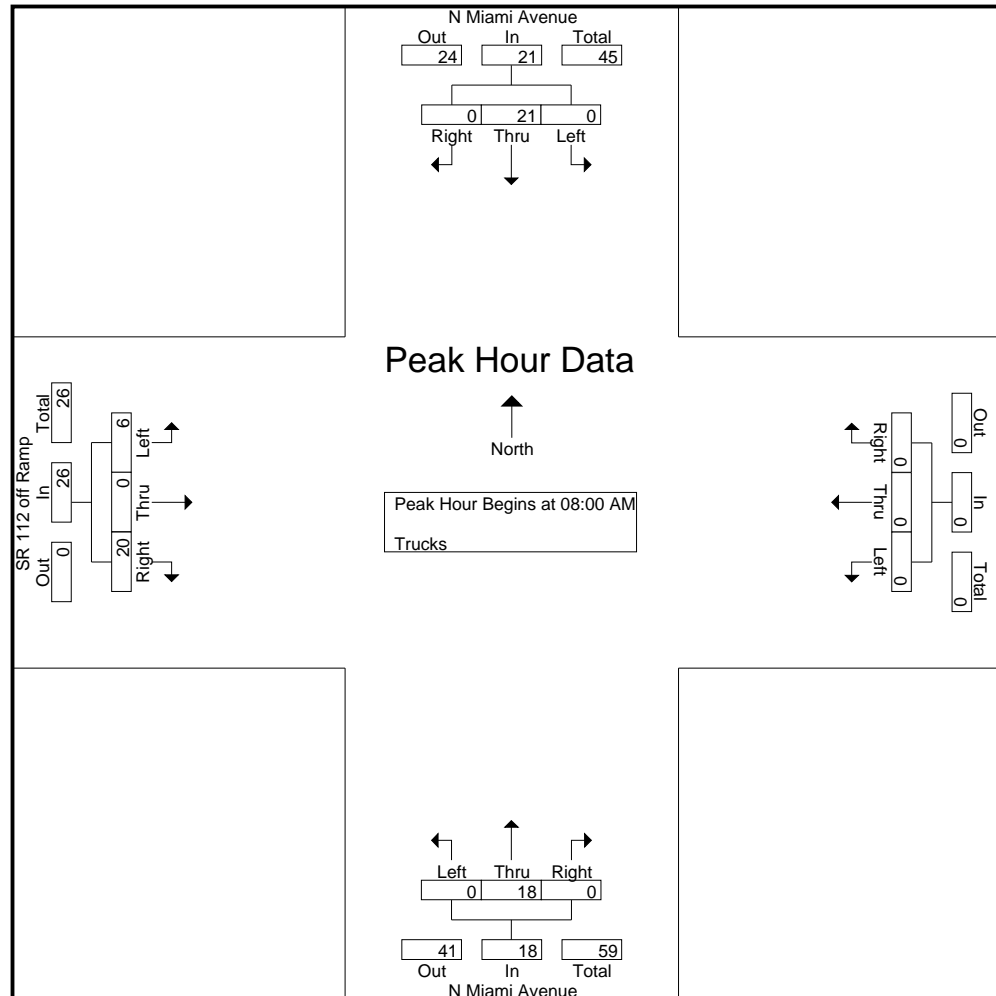 N Miami Avenue
Out In Total
24 21 45
0 21 0
Right Thru Left
Peak Hour Data
North
Peak Hour Begins at 08:00 AM
Trucks
SR 112 off Ramp
Out In Total
0 26 26
6 0 20
Left Thru Right
Out In Total
0 0 0
Right Thru Left
0 0 0
Left Thru Right
0 18 0
41 18 59
Out In Total
N Miami Avenue